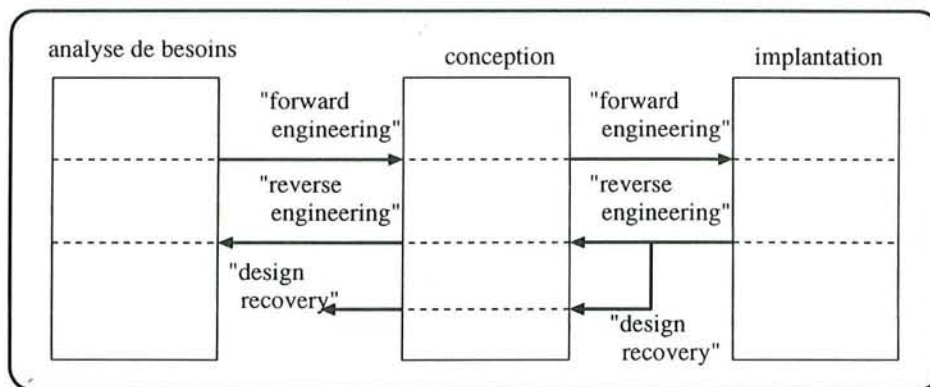 analyse de besoins
conception
implantation
"forward
engineering"
"forward
engineering"
"reverse
engineering"
"reverse
engineering"
"design
recovery"
"design
recovery"